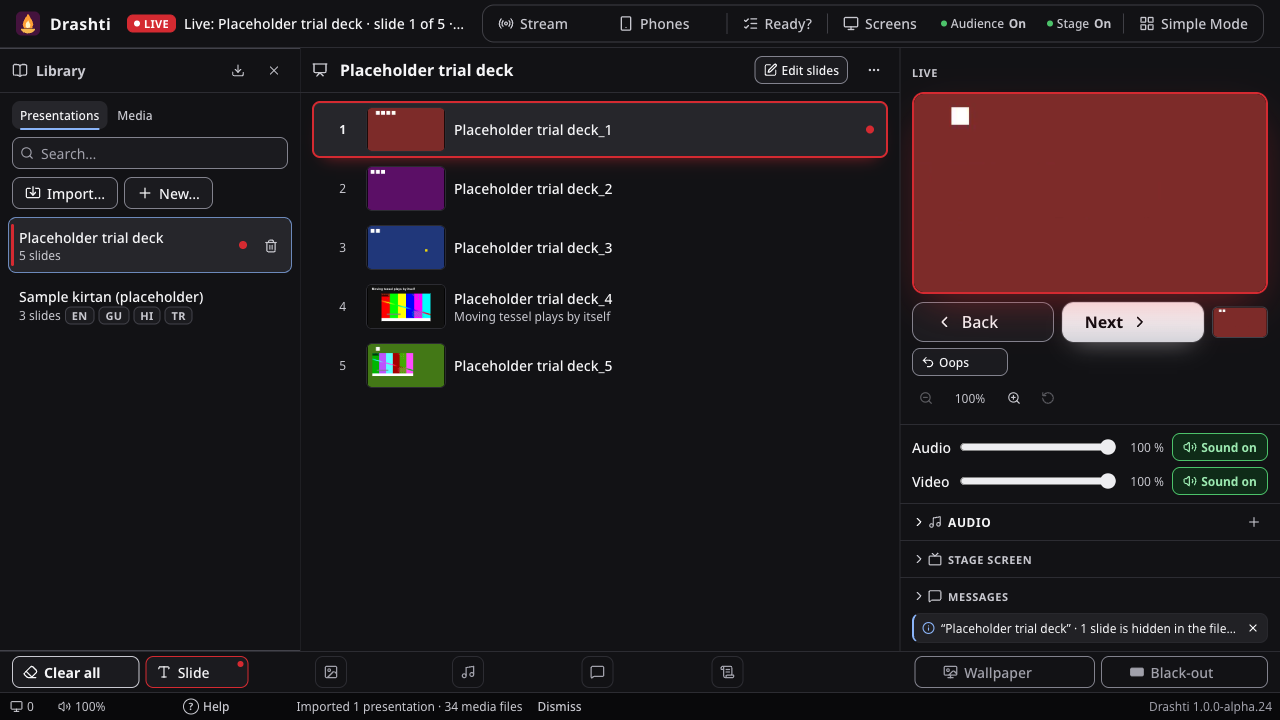 Drashti
LIVE
Live: Placeholder trial deck · slide 1 of 5 ·...
Stream
Phones
Ready?
Screens
Audience On
Stage On
Simple Mode
Library
Presentations
Media
Search...
Import...
New...
Placeholder trial deck
5 slides
Sample kirtan (placeholder)
3 slides EN GU HI TR
Placeholder trial deck
Edit slides
1 Placeholder trial deck_1
2 Placeholder trial deck_2
3 Placeholder trial deck_3
4 Placeholder trial deck_4
Moving tessel plays by itself
Moving tessel plays by itself
5 Placeholder trial deck_5
LIVE
Back
Next
Oops
100%
Audio 100 % Sound on
Video 100 % Sound on
AUDIO
STAGE SCREEN
MESSAGES
“Placeholder trial deck” · 1 slide is hidden in the file...
Clear all
Slide
Wallpaper
Black-out
0
100%
Help
Imported 1 presentation · 34 media files
Dismiss
Drashti 1.0.0-alpha.24